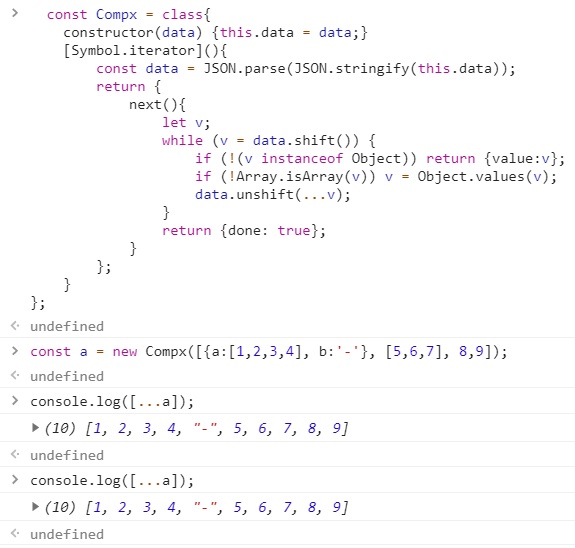 > const Compx = class{
constructor(data) {this.data = data;}
[Symbol.iterator](){
const data = JSON.parse(JSON.stringify(this.data));
return {
next(){
let v;
while (v = data.shift()) {
if (!(v instanceof Object)) return {value:v};
if (!Array.isArray(v)) v = Object.values(v);
data.unshift(...v);
}
return {done: true};
}
};
}
};
undefined
> const a = new Compx([{a:[1,2,3,4], b:'-'}, [5,6,7], 8,9]);
undefined
> console.log([...a]);
(10) [1, 2, 3, 4, "-", 5, 6, 7, 8, 9]
undefined
> console.log([...a]);
(10) [1, 2, 3, 4, "-", 5, 6, 7, 8, 9]
undefined